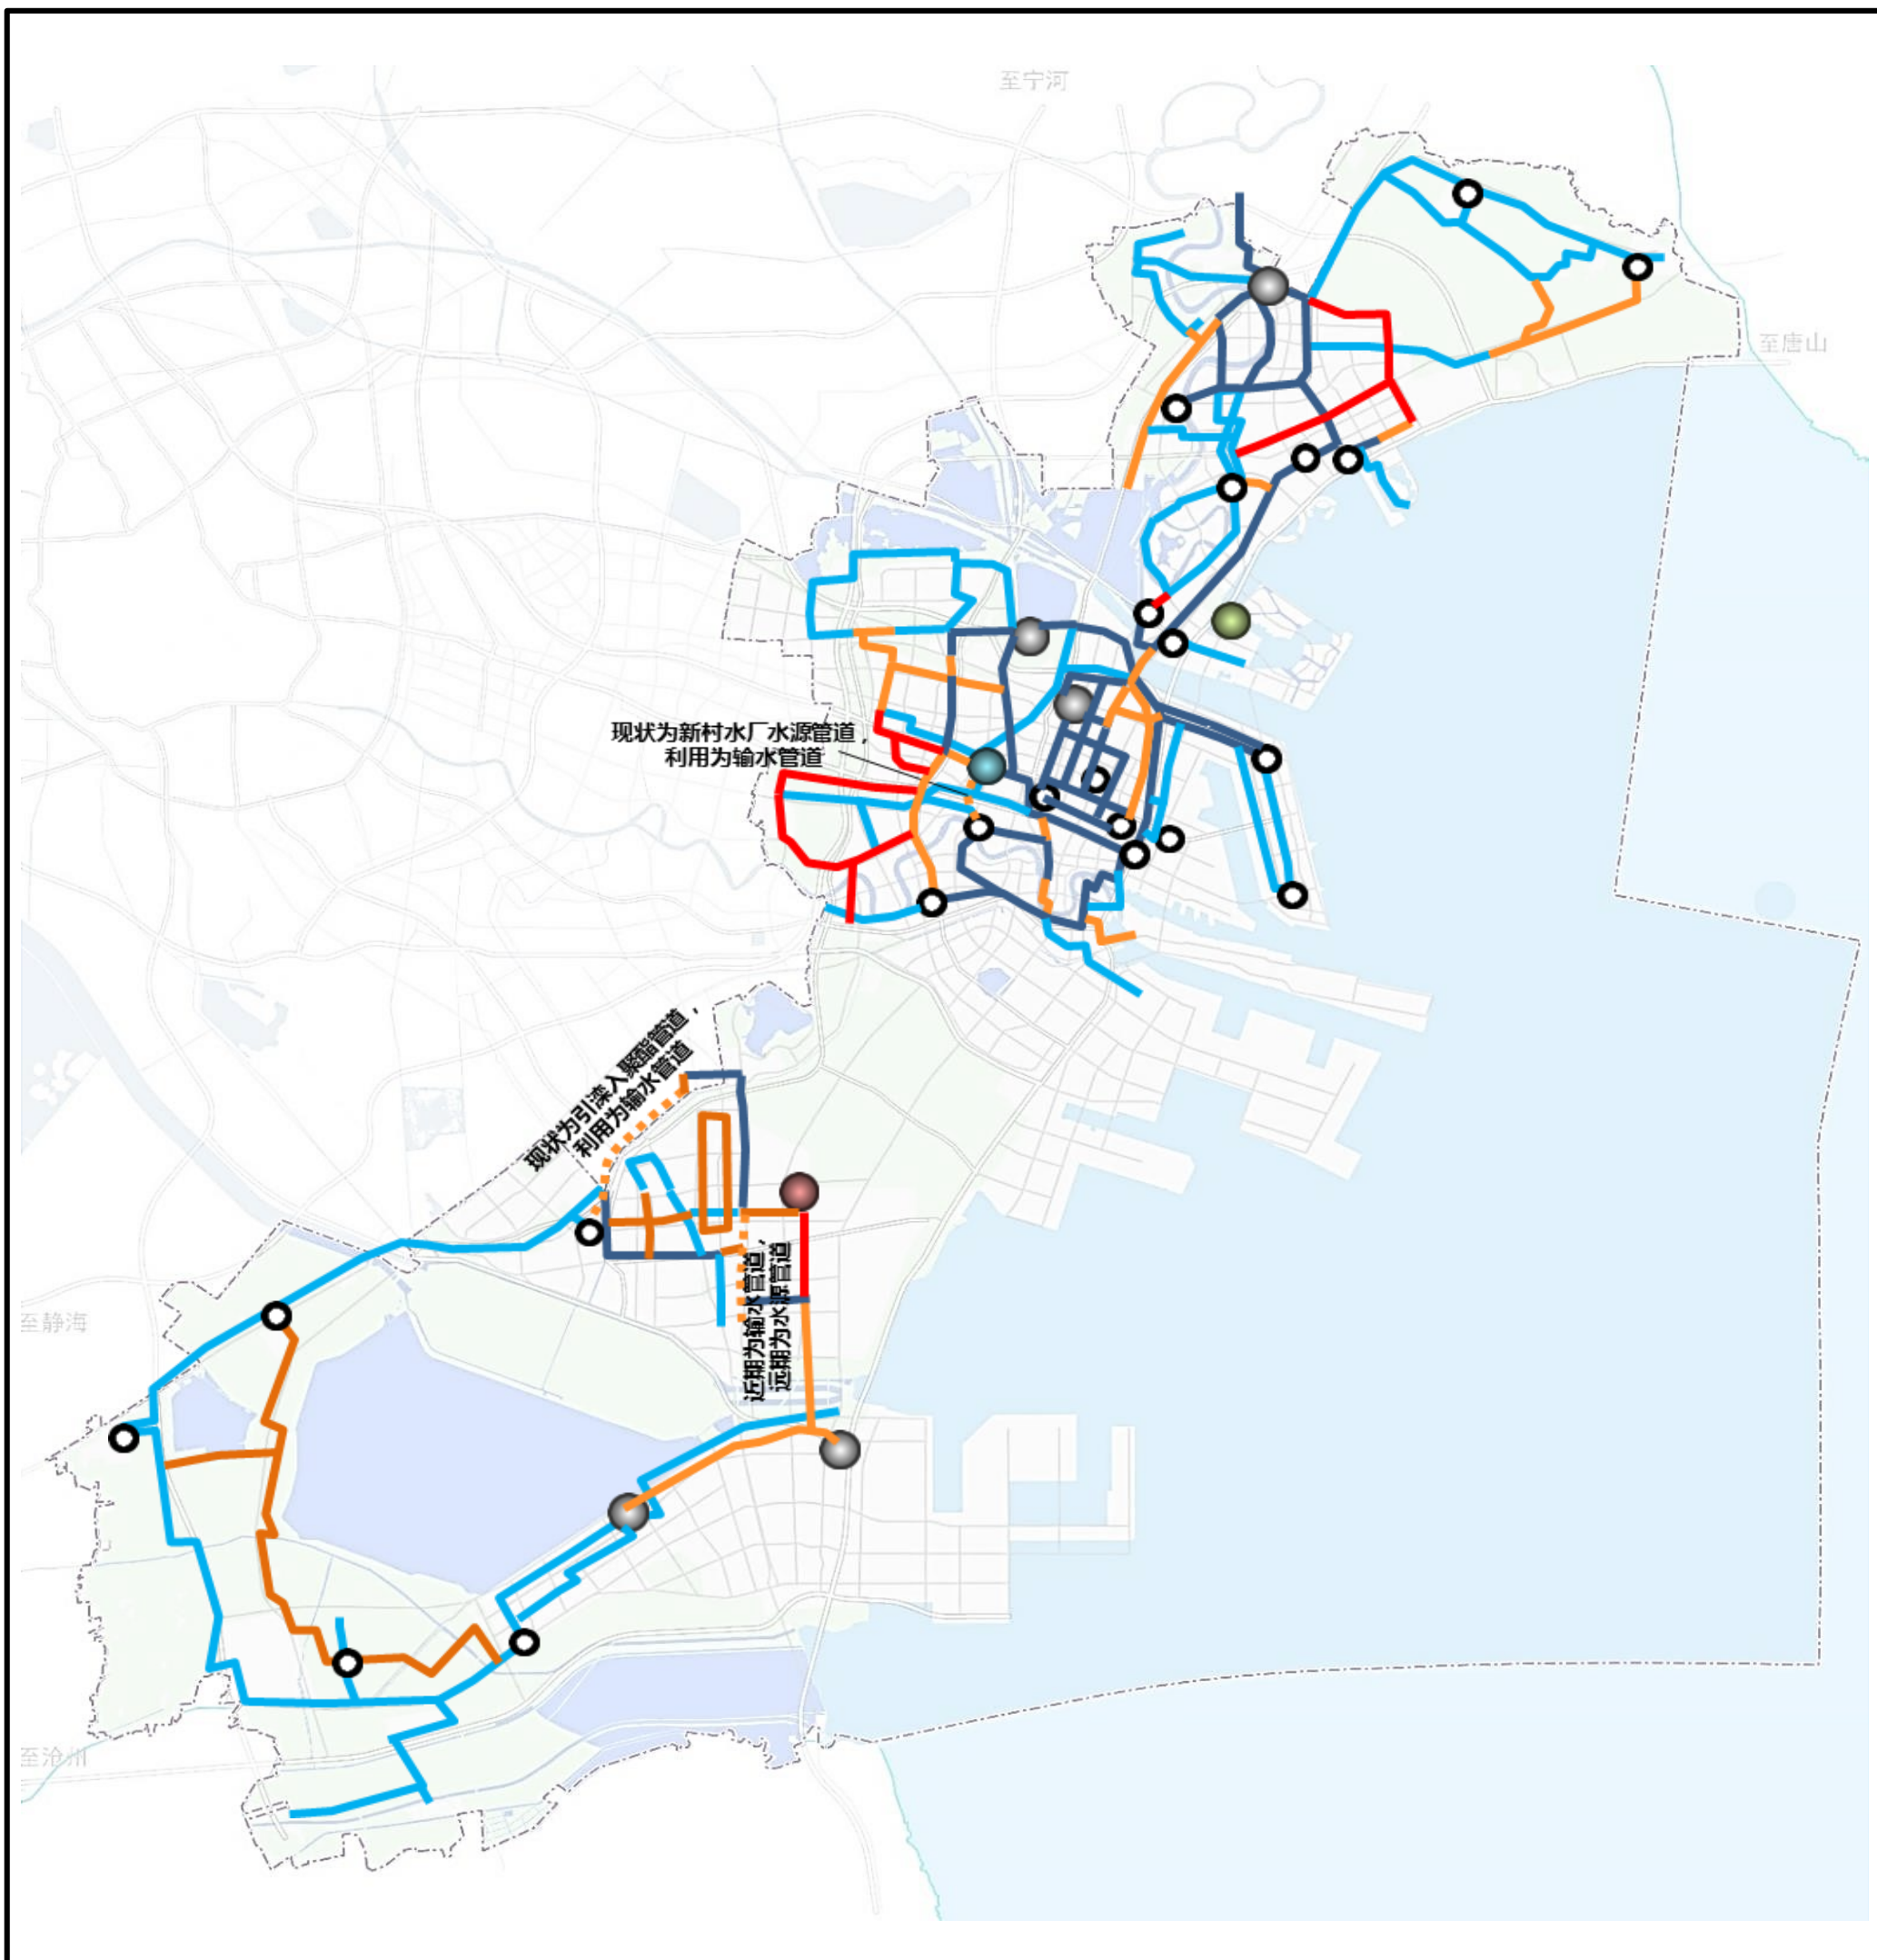 至宁河
至唐山
现状为新村水厂水源管道，
利用为输水管道
现状为引滦入聚酯管道，
利用为输水管道
近期为输水管道，
远期为水源管道
至静海
至沧州